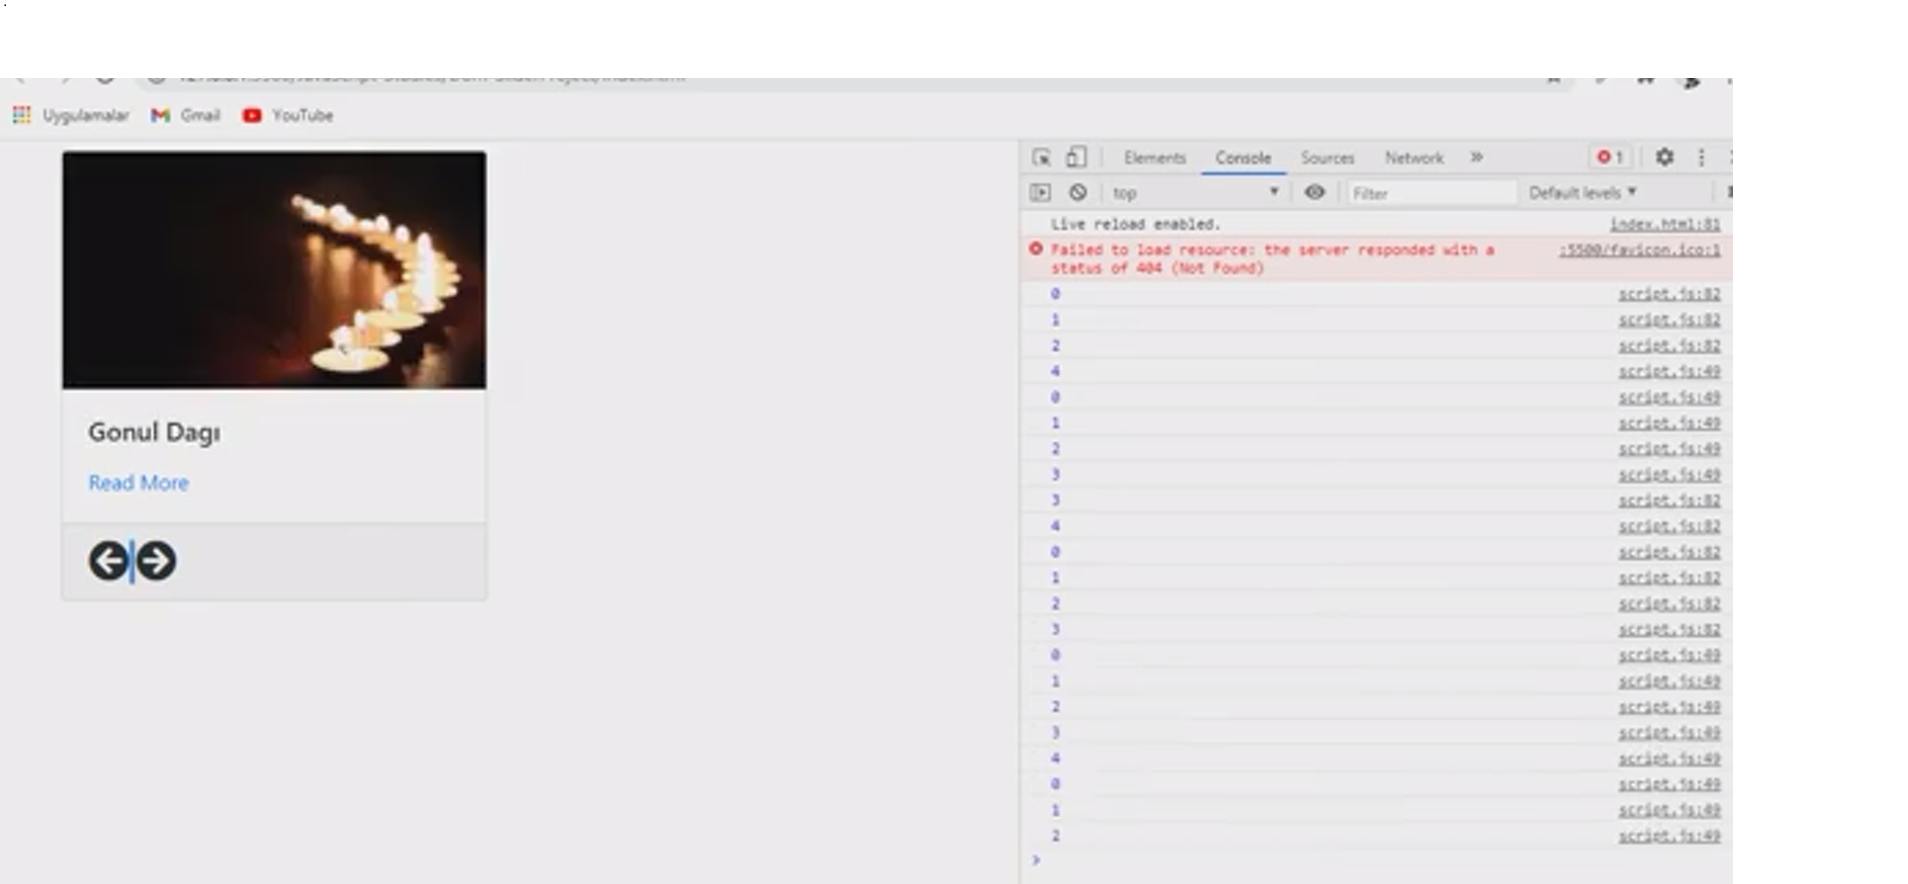 Uygulamalar Gmail YouTube
Gonul Dagı
Read More
Elements Console Sources Network » 1
top Filter Default levels
Live reload enabled. index.html:81
Failed to load resource: the server responded with a :5500/favicon.ico:1
status of 404 (Not Found)
0 script.js:82
1 script.js:82
2 script.js:82
4 script.js:49
0 script.js:49
1 script.js:49
2 script.js:49
3 script.js:49
3 script.js:82
4 script.js:82
0 script.js:82
1 script.js:82
2 script.js:82
3 script.js:82
0 script.js:49
1 script.js:49
2 script.js:49
3 script.js:49
4 script.js:49
0 script.js:49
1 script.js:49
2 script.js:49